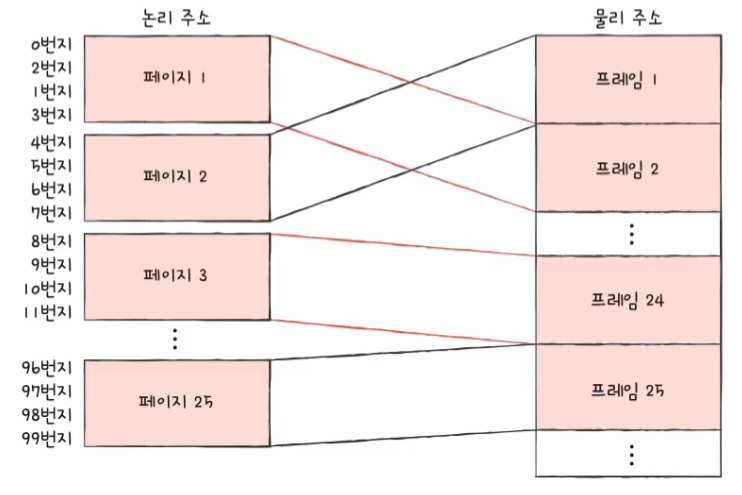 논리 주소
물리 주소
0번지
2번지
1번지
3번지
페이지 1
4번지
5번지
6번지
7번지
페이지 2
8번지
9번지
10번지
11번지
페이지 3
⋮
96번지
97번지
98번지
99번지
페이지 25
프레임 1
프레임 2
⋮
프레임 24
프레임 25
⋮